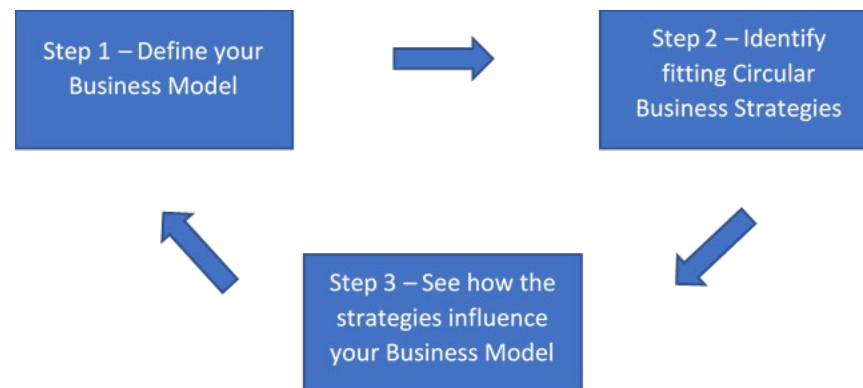 Step 1 – Define your
Business Model
Step 2 – Identify
fitting Circular
Business Strategies
Step 3 – See how the
strategies influence
your Business Model